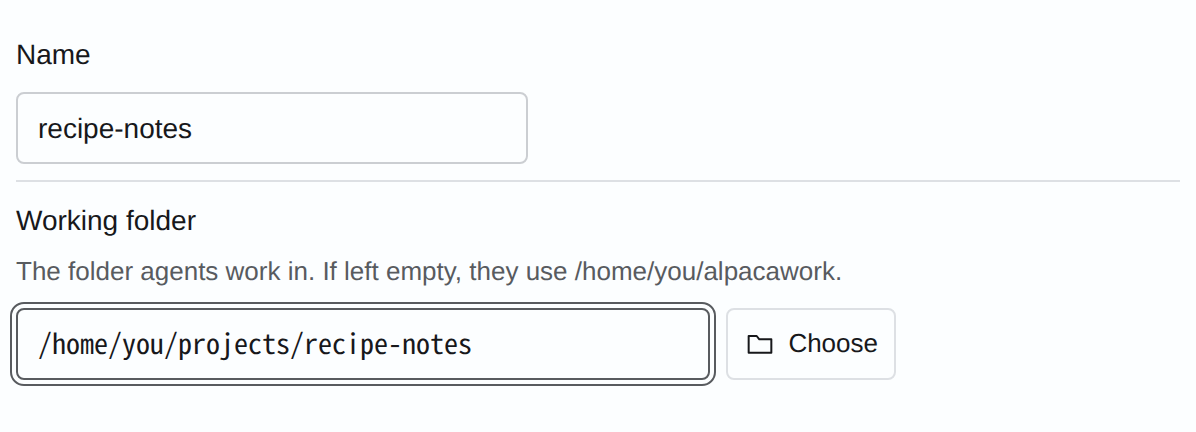 Name
recipe-notes
Working folder
The folder agents work in. If left empty, they use /home/you/alpacawork.
/home/you/projects/recipe-notes
Choose